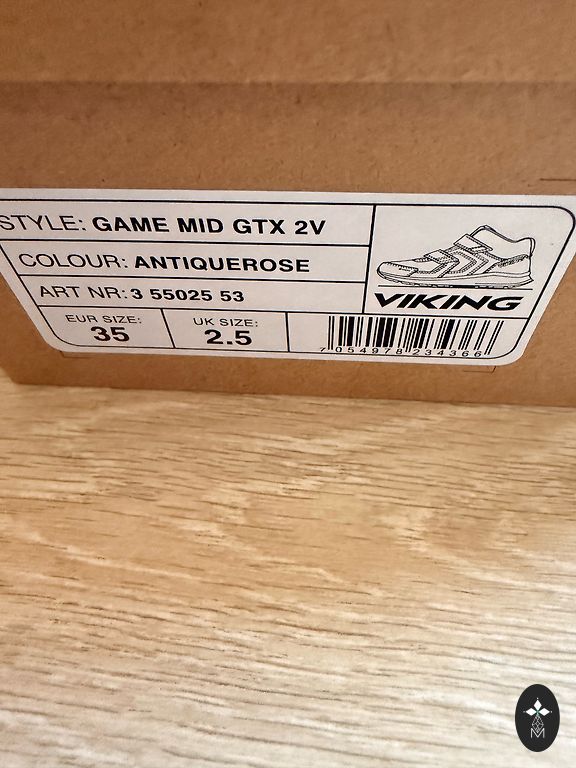 STYLE: GAME MID GTX 2V
COLOUR: ANTIQUEROSE
ART NR: 3 55025 53
EUR SIZE: UK SIZE:
35 2.5
VIKING
7 054978 234366
M